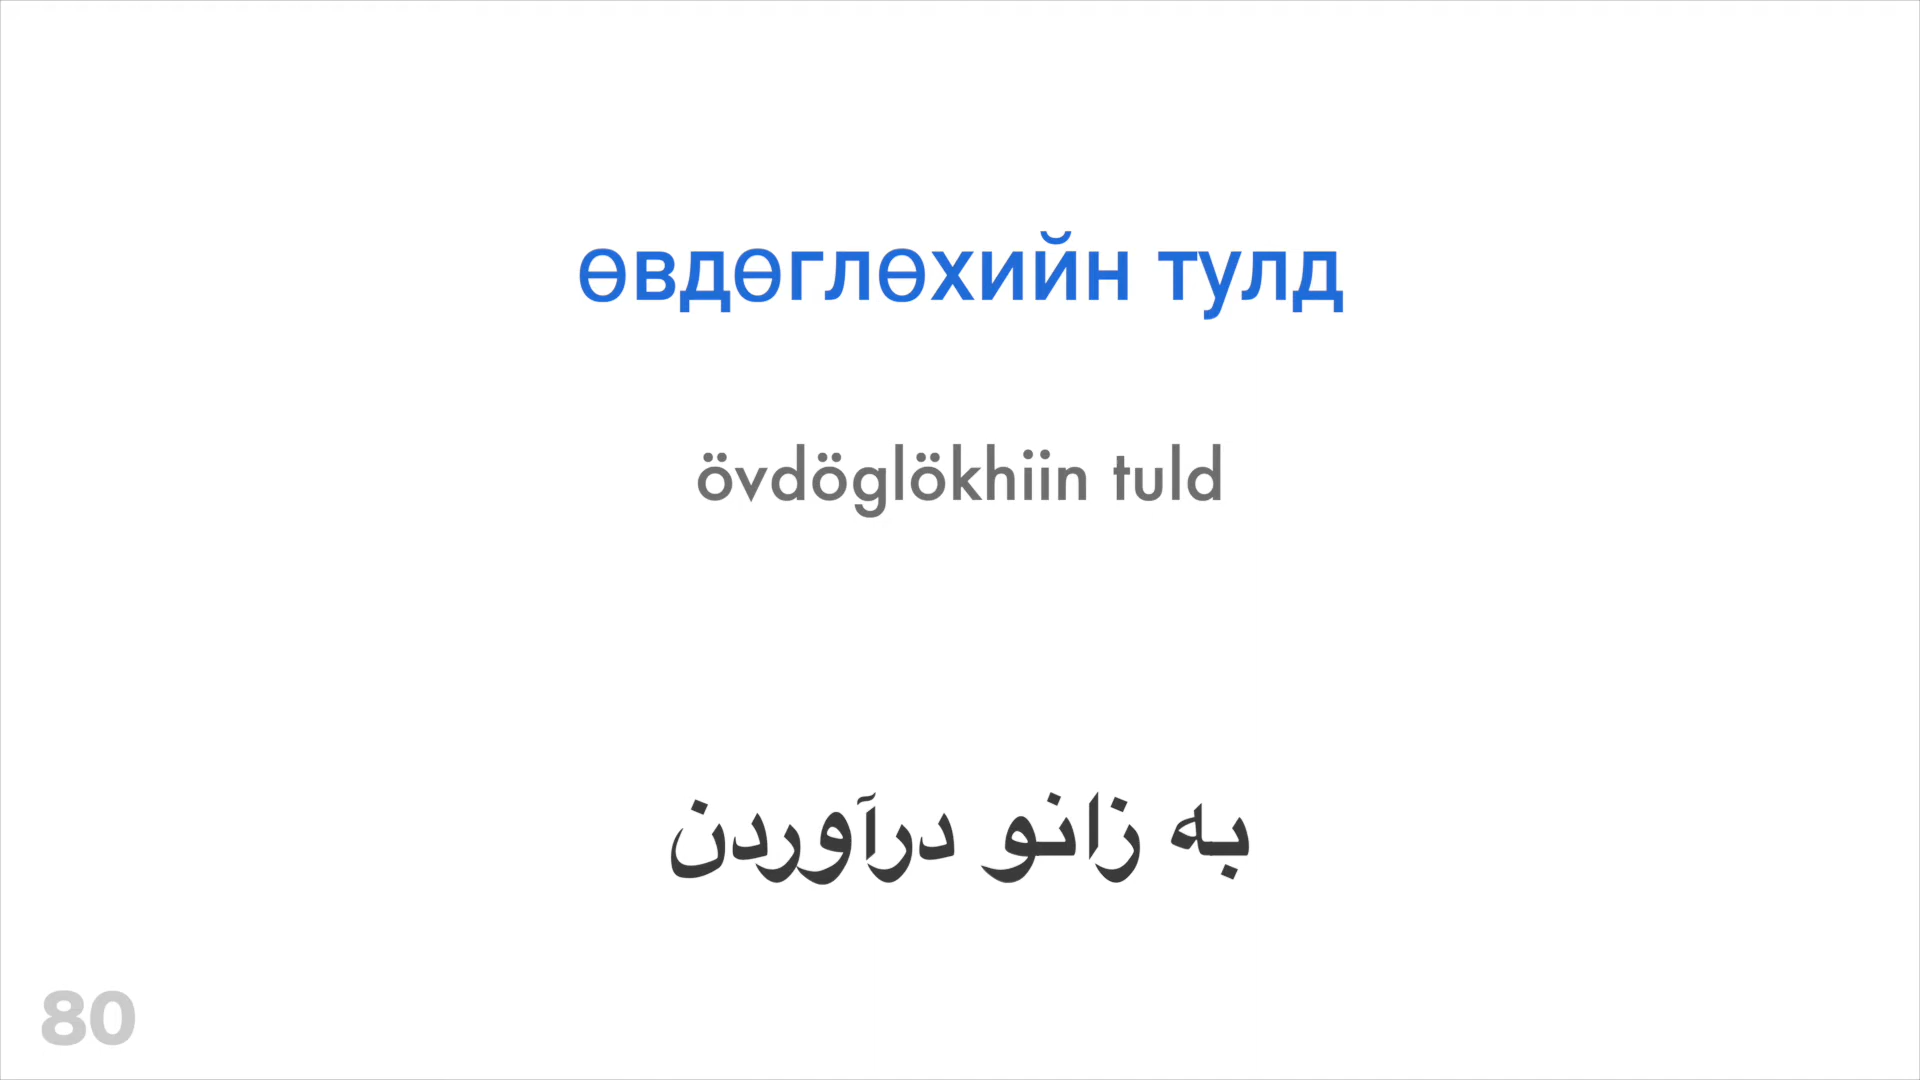 өвдөглөхийн тулд
övdöglökhiin tuld
به زانو درآوردن
80